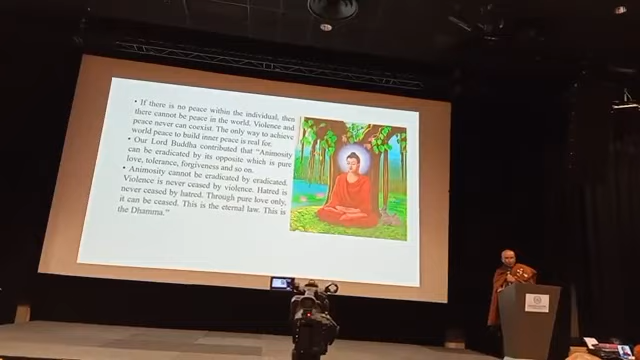 • If there is no peace within the individual, then
there cannot be peace in the world. Violence and
peace never can coexist. The only way to achieve
world peace to build inner peace is real for.
• Our Lord Buddha contributed that “Animosity
can be eradicated by its opposite which is pure
love, tolerance, forgiveness and so on.
• Animosity cannot be eradicated by eradicated.
Violence is never ceased by violence. Hatred is
never ceased by hatred. Through pure love only,
it can be ceased. This is the eternal law. This is
the Dhamma.”